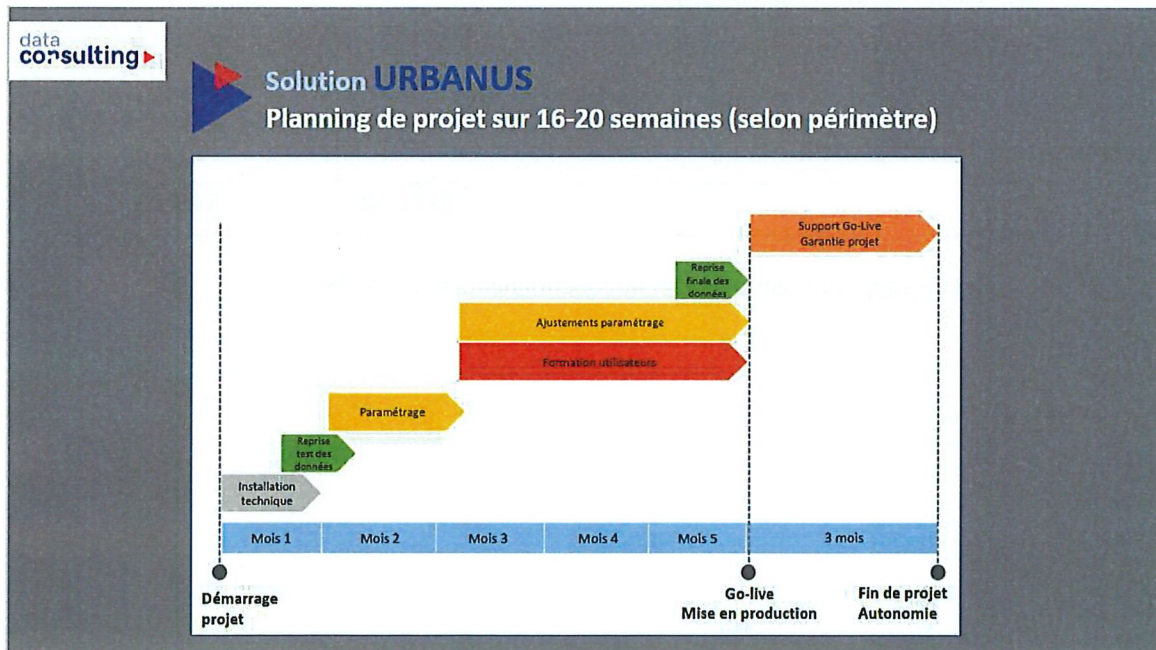 data
consulting
Solution URBANUS
Planning de projet sur 16-20 semaines (selon périmètre)
Support Go-Live
Garantie projet
Reprise
finale des
données
Ajustements paramétrage
Formation utilisateurs
Paramétrage
Reprise
test des
données
Installation
technique
Mois 1
Mois 2
Mois 3
Mois 4
Mois 5
3 mois
Démarrage
projet
Go-live
Mise en production
Fin de projet
Autonomie